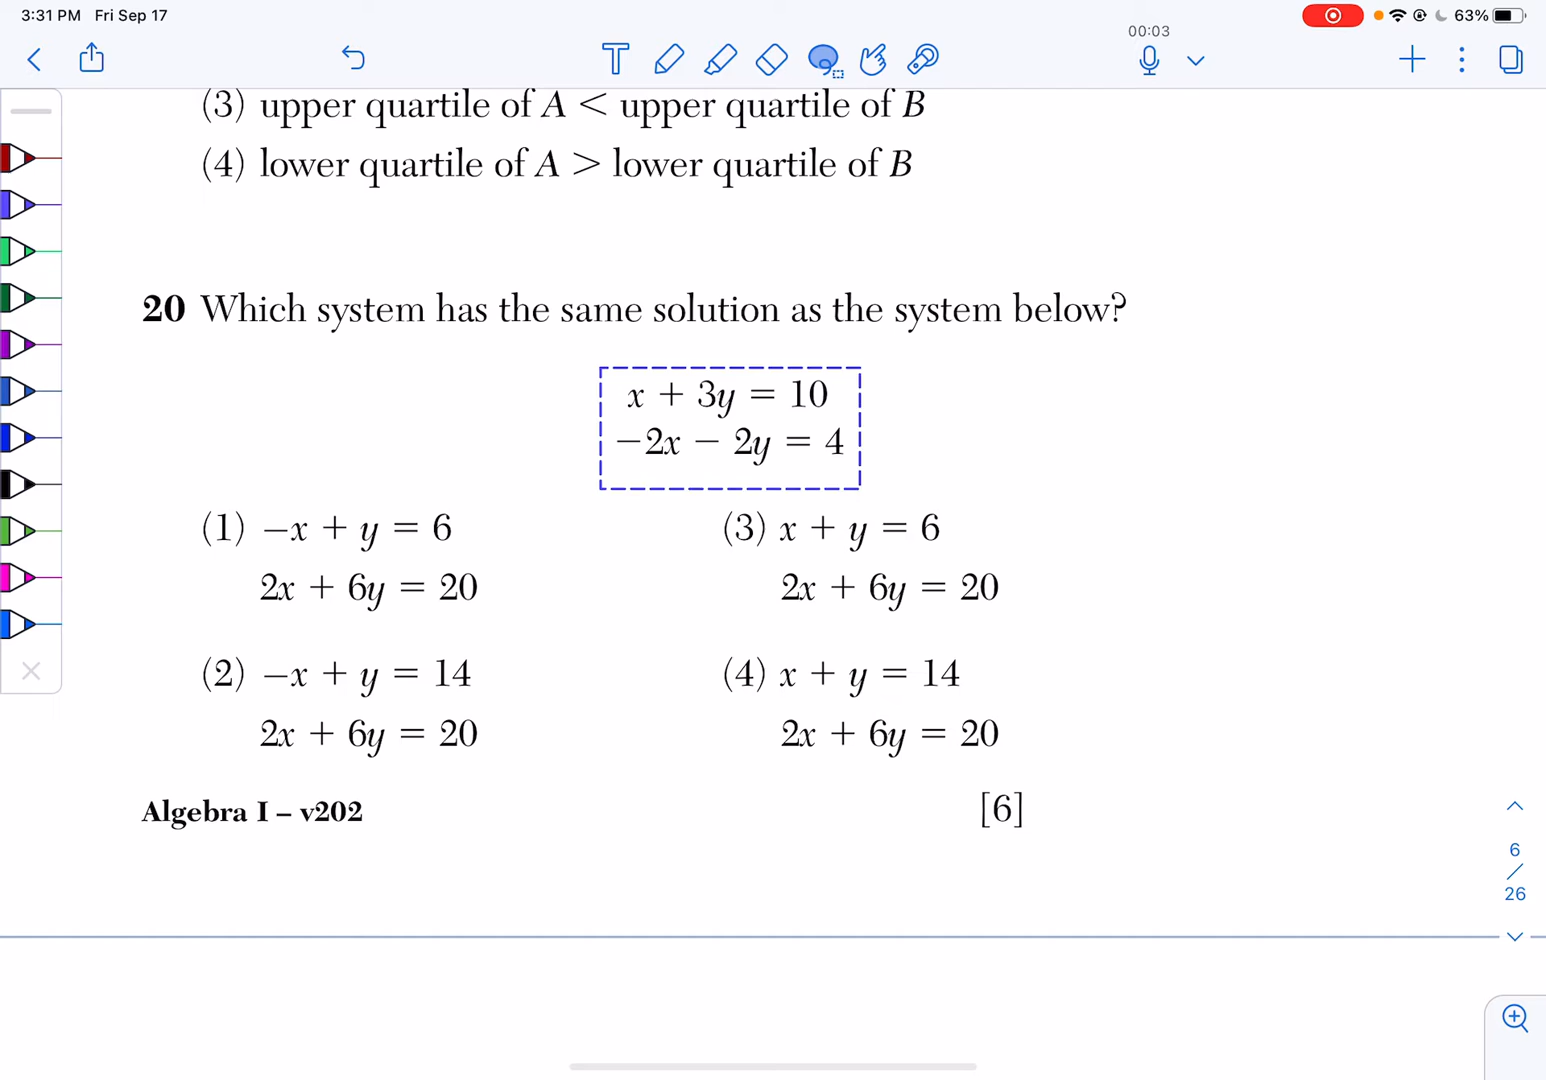 3:31 PM Fri Sep 17
63%
00:03
T
(3) upper quartile of A < upper quartile of B
(4) lower quartile of A > lower quartile of B
20 Which system has the same solution as the system below?
x + 3y = 10
−2x − 2y = 4
(1) −x + y = 6
2x + 6y = 20
(3) x + y = 6
2x + 6y = 20
(2) −x + y = 14
2x + 6y = 20
(4) x + y = 14
2x + 6y = 20
Algebra I – v202
[6]
6
/
26